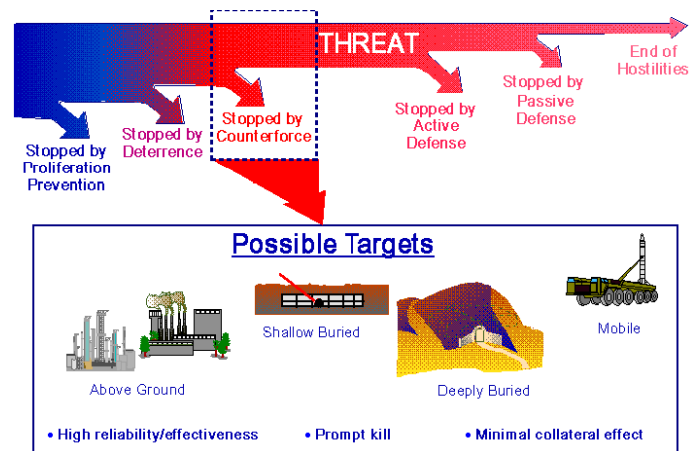 THREAT
End of
Hostilities
Stopped by
Proliferation
Prevention
Stopped by
Deterrence
Stopped by
Counterforce
Stopped by
Active
Defense
Stopped by
Passive
Defense
Possible Targets
Above Ground
Shallow Buried
Deeply Buried
Mobile
• High reliability/effectiveness
• Prompt kill
• Minimal collateral effect